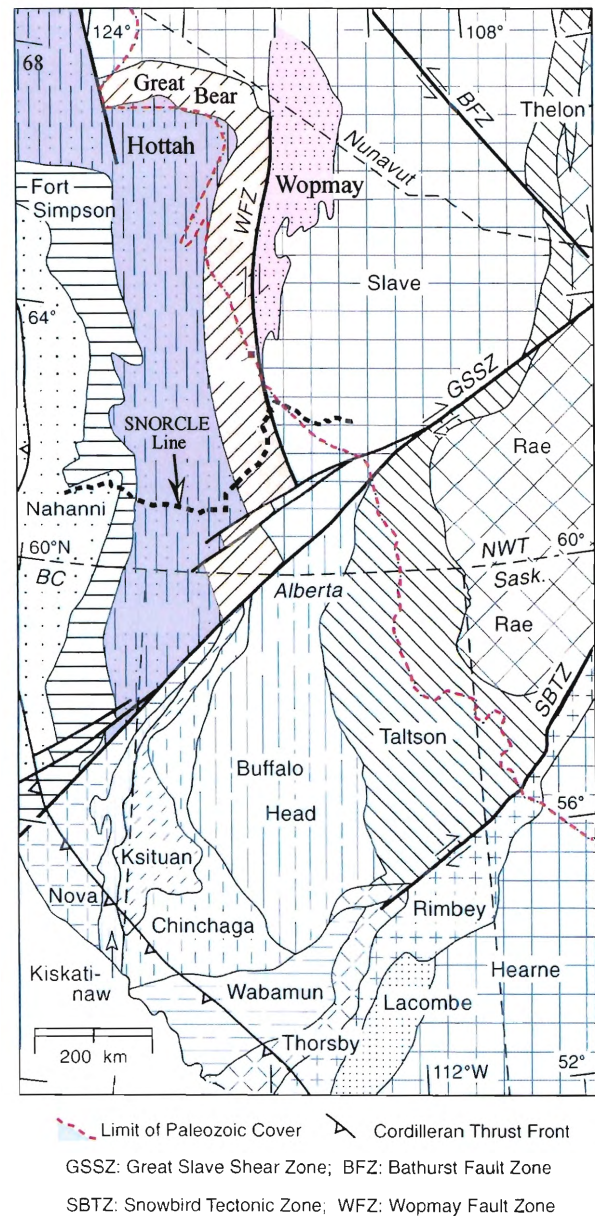 124°
108°
68
Great
Bear
BFZ
Thelon
Hottah
Nunavut
Fort
Simpson
WFZ
Wopmay
Slave
64°
GSSZ
SNORCLE
Line
Rae
Nahanni
60°N
NWT
60°
BC
Alberta
Sask.
Rae
SBTZ
Taltson
Buffalo
Head
56°
Ksituan
Nova
Rimbey
Chinchaga
Kiskati-
naw
Hearne
Wabamun
Lacombe
200 km
Thorsby
112°W
52°
Limit of Paleozoic Cover
Cordilleran Thrust Front
GSSZ: Great Slave Shear Zone; BFZ: Bathurst Fault Zone
SBTZ: Snowbird Tectonic Zone; WFZ: Wopmay Fault Zone